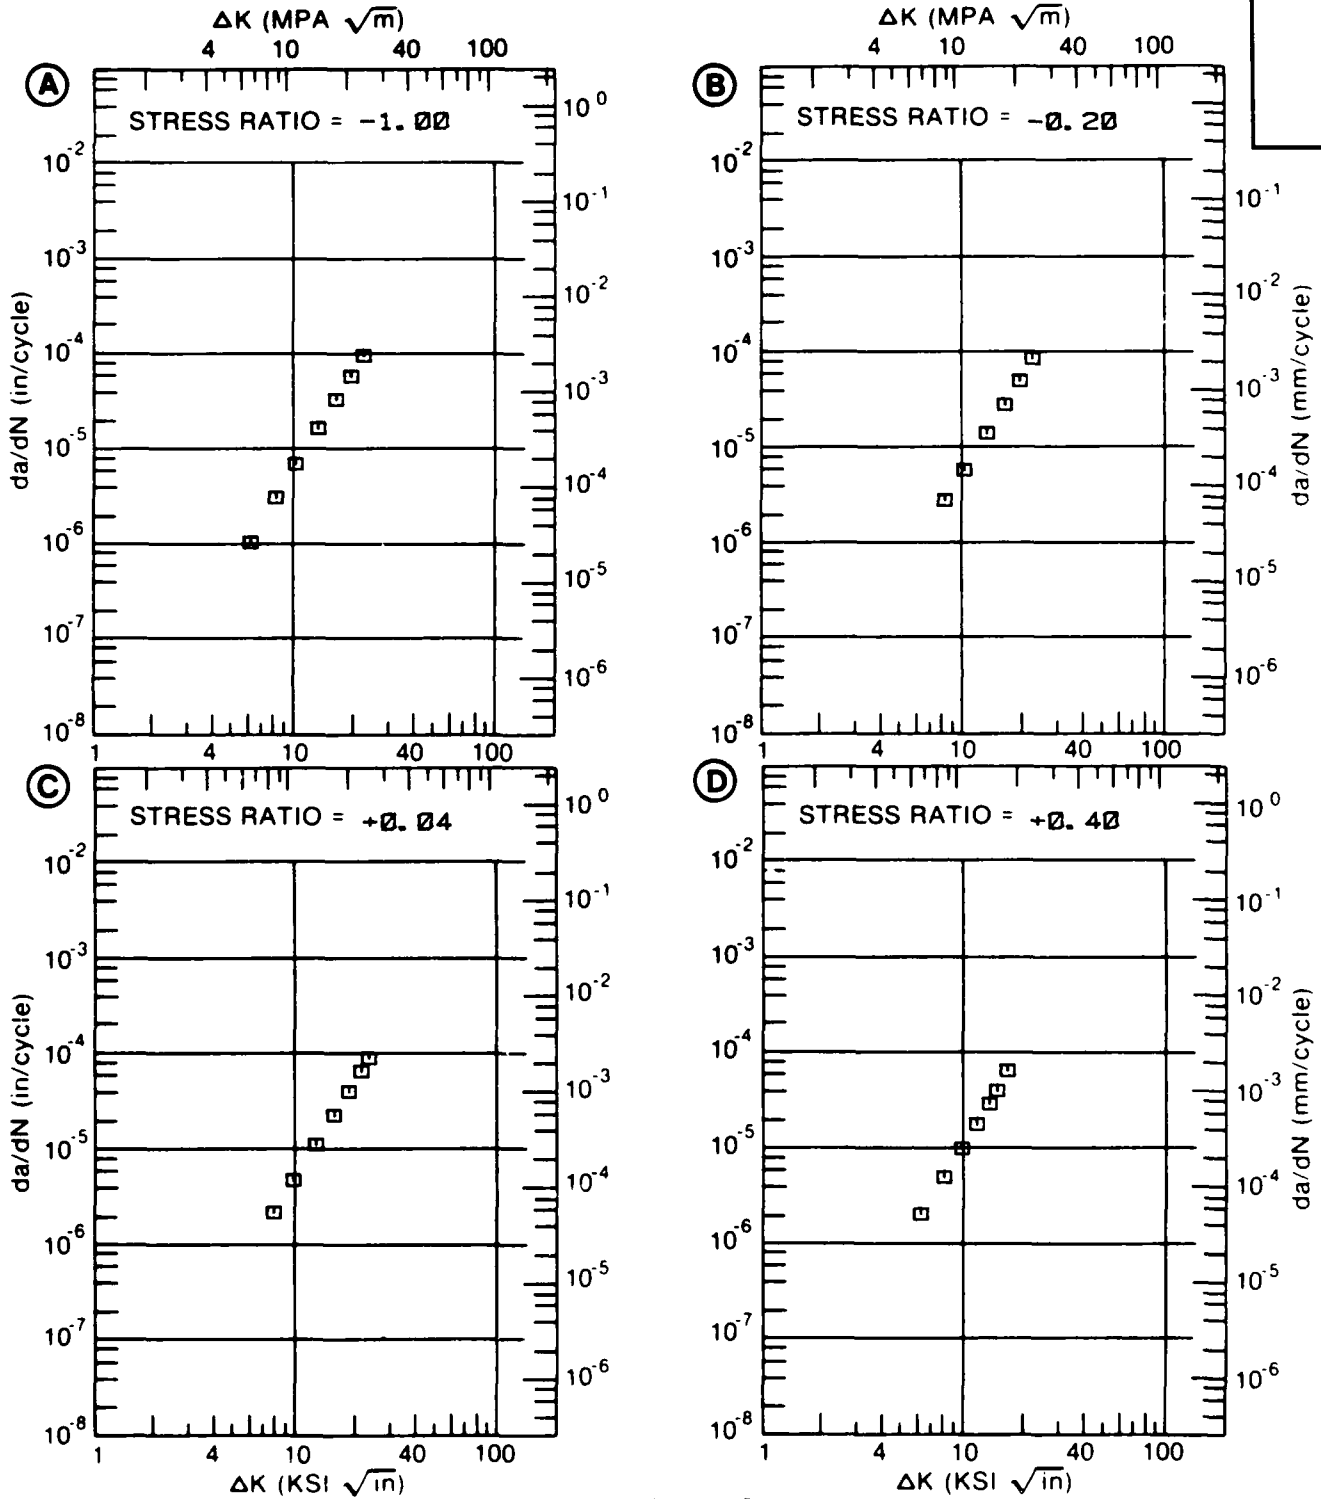 ΔK (MPA √m)
4 10 40 100
A
STRESS RATIO = -1.00
10^0
10^-2
10^-1
10^-3
10^-2
10^-4
10^-3
10^-5
10^-4
10^-6
10^-5
10^-7
10^-6
10^-8
1 4 10 40 100
da/dN (in/cycle)
ΔK (MPA √m)
4 10 40 100
B
STRESS RATIO = -0.20
10^-2
10^-1
10^-3
10^-2
10^-4
10^-3
10^-5
10^-4
10^-6
10^-5
10^-7
10^-6
10^-8
1 4 10 40 100
da/dN (mm/cycle)
C
STRESS RATIO = +0.04
10^0
10^-2
10^-1
10^-3
10^-2
10^-4
10^-3
10^-5
10^-4
10^-6
10^-5
10^-7
10^-6
10^-8
1 4 10 40 100
da/dN (in/cycle)
ΔK (KSI √in)
D
STRESS RATIO = +0.40
10^0
10^-2
10^-1
10^-3
10^-2
10^-4
10^-3
10^-5
10^-4
10^-6
10^-5
10^-7
10^-6
10^-8
1 4 10 40 100
da/dN (mm/cycle)
ΔK (KSI √in)